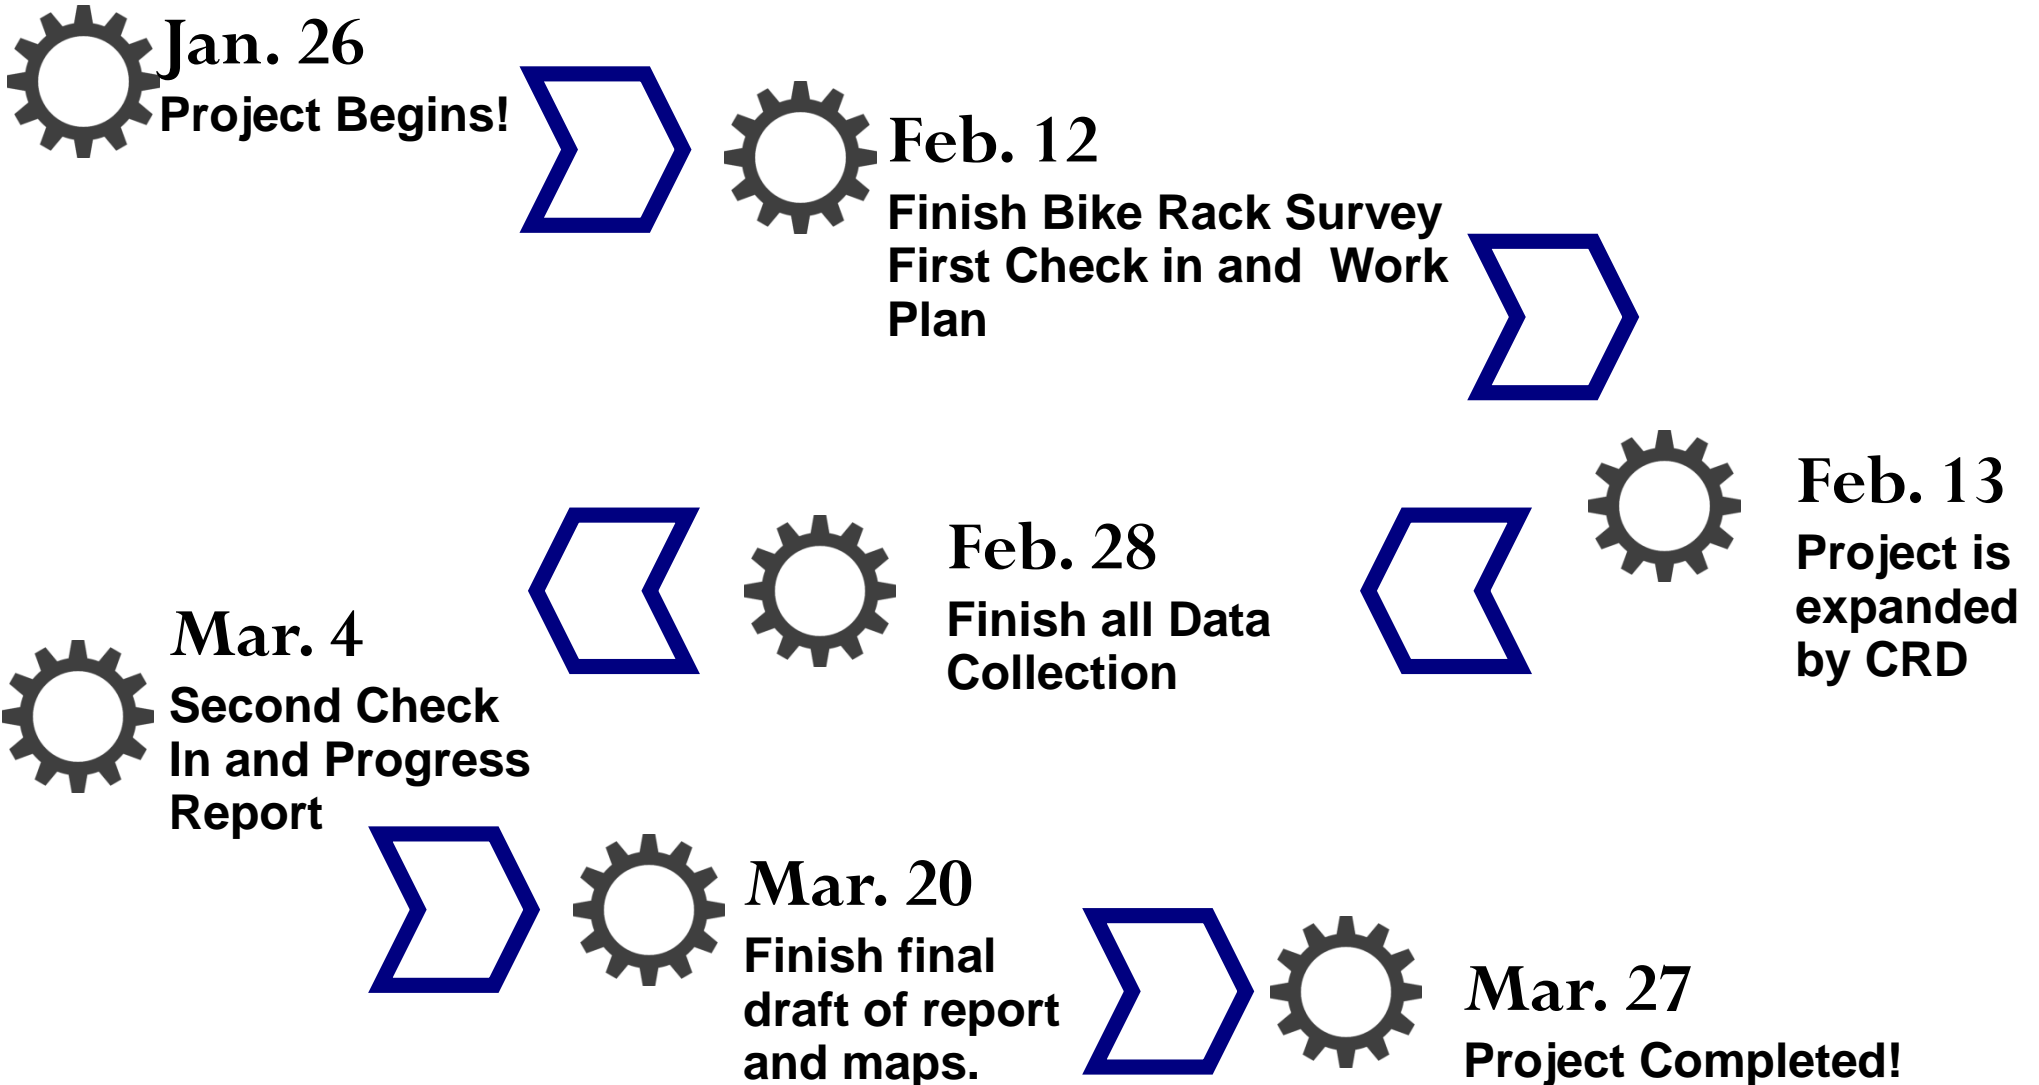 Jan. 26
Project Begins!
Feb. 12
Finish Bike Rack Survey
First Check in and  Work
Plan
Feb. 13
Project is
expanded
by CRD
Feb. 28
Finish all Data
Collection
Mar. 4
Second Check
In and Progress
Report
Mar. 20
Finish final
draft of report
and maps.
Mar. 27
Project Completed!